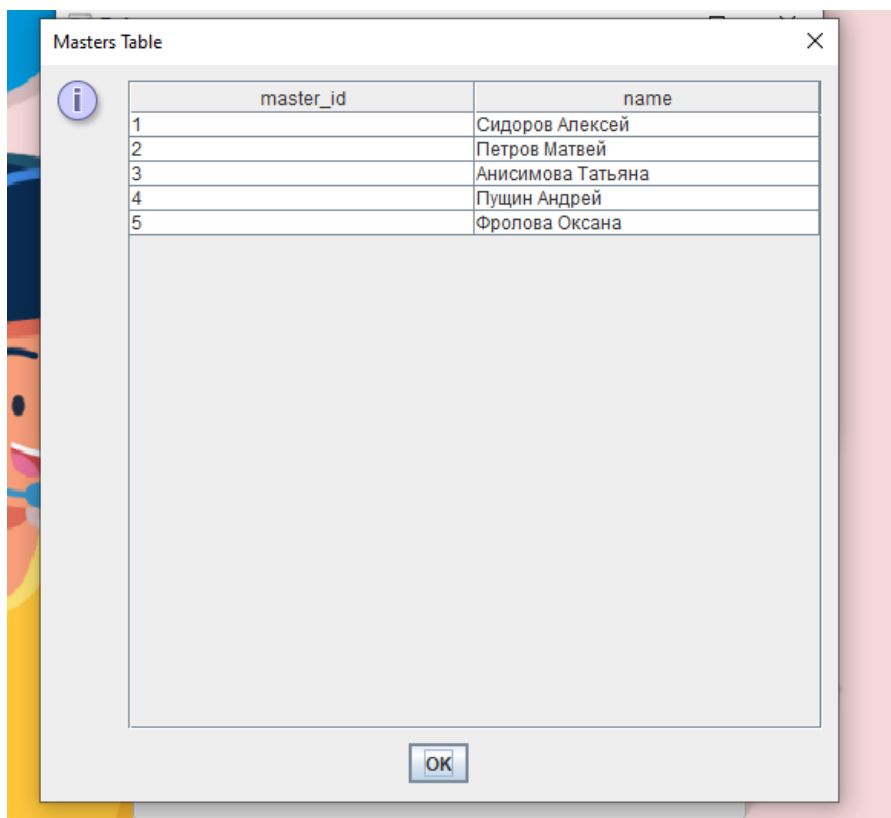 Masters Table
master_id name
1 Сидоров Алексей
2 Петров Матвей
3 Анисимова Татьяна
4 Пущин Андрей
5 Фролова Оксана
OK